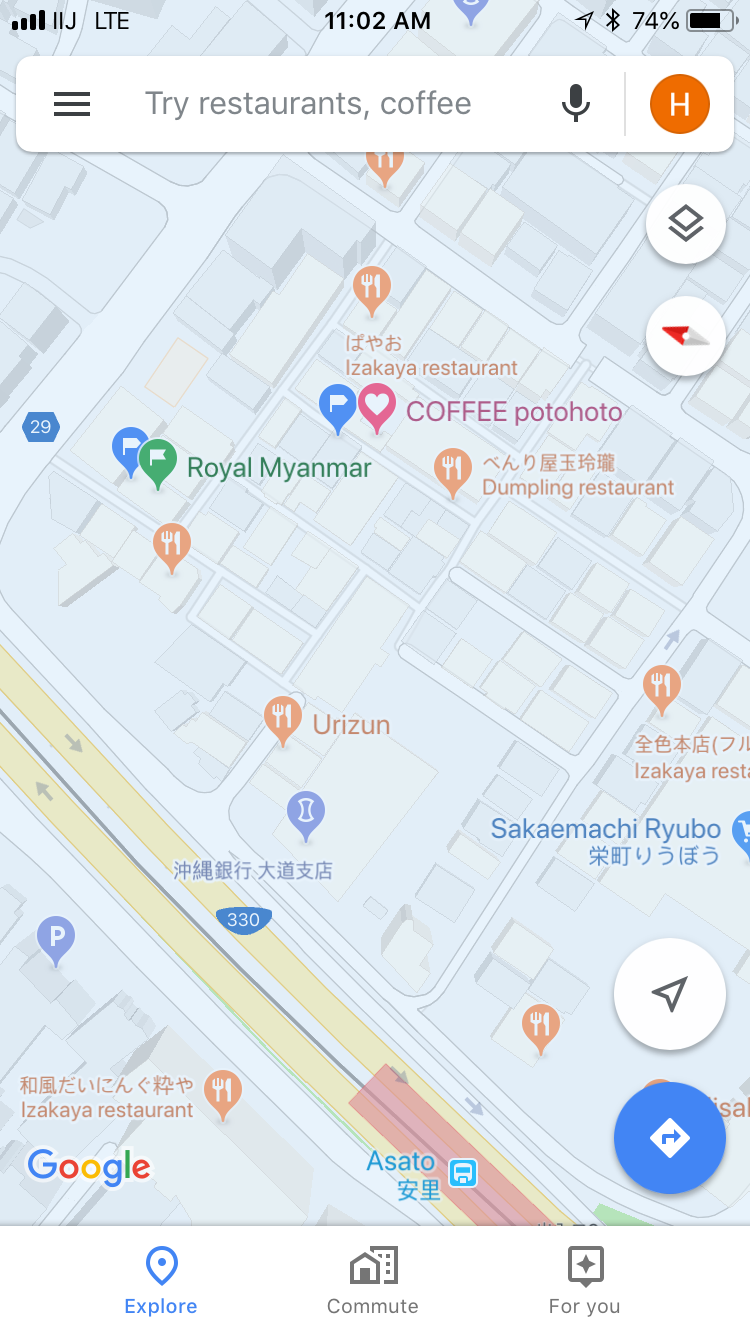 IIJ LTE 11:02 AM 74%
Try restaurants, coffee
H
ぱやお
Izakaya restaurant
COFFEE potohoto
29
Royal Myanmar
べんり屋玉玲瓏
Dumpling restaurant
Urizun
全色本店(フル
Izakaya resta
Sakaemachi Ryubo
栄町りうぼう
沖縄銀行 大道支店
330
P
和風だいにんぐ粋や
Izakaya restaurant
Google
Asato
安里
Explore
Commute
For you